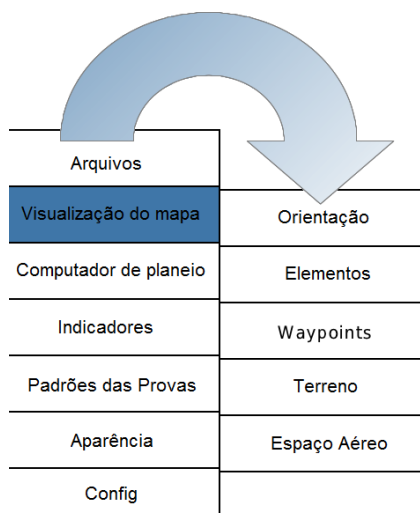 Arquivos
Visualização do mapa
Computador de planeio
Indicadores
Padrões das Provas
Aparência
Config
Orientação
Elementos
Waypoints
Terreno
Espaço Aéreo